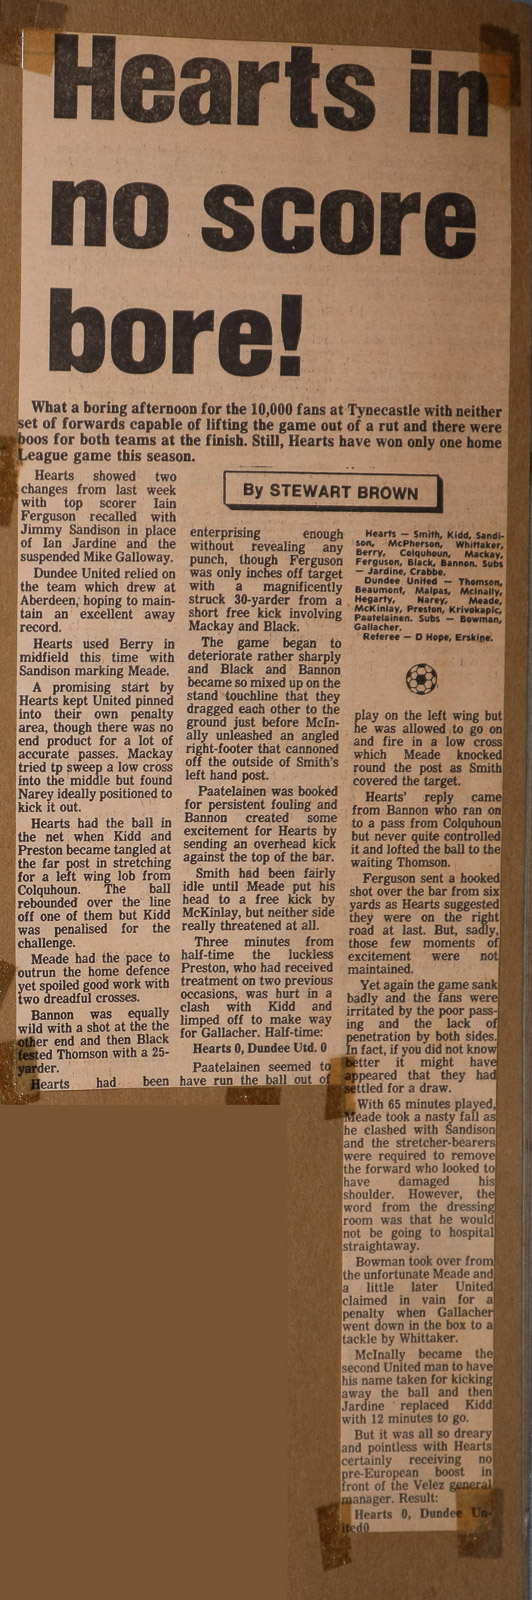 Hearts in
no score
bore!
What a boring afternoon for the 10,000 fans at Tynecastle with neither
set of forwards capable of lifting the game out of a rut and there were
boos for both teams at the finish. Still, Hearts have won only one home
League game this season.
By STEWART BROWN
Hearts showed two
changes from last week
with top scorer Iain
Ferguson recalled with
Jimmy Sandison in place
of Ian Jardine and the
suspended Mike Galloway.
Dundee United relied on
the team which drew at
Aberdeen, hoping to main-
tain an excellent away
record.
Hearts used Berry in
midfield this time with
Sandison marking Meade.
A promising start by
Hearts kept United pinned
into their own penalty
area, though there was no
end product for a lot of
accurate passes. Mackay
tried tp sweep a low cross
into the middle but found
Narey ideally positioned to
kick it out.
Hearts had the ball in
the net when Kidd and
Preston became tangled at
the far post in stretching
for a left wing lob from
Colquhoun. The ball
rebounded over the line
off one of them but Kidd
was penalised for the
challenge.
Meade had the pace to
outrun the home defence
yet spoiled good work with
two dreadful crosses.
Bannon was equally
wild with a shot at the the
other end and then Black
tested Thomson with a 25-
yarder.
Hearts had been
enterprising enough
without revealing any
punch, though Ferguson
was only inches off target
with a magnificently
struck 30-yarder from a
short free kick involving
Mackay and Black.
The game began to
deteriorate rather sharply
and Black and Bannon
became so mixed up on the
stand touchline that they
dragged each other to the
ground just before McIn-
ally unleashed an angled
right-footer that cannoned
off the outside of Smith's
left hand post.
Paatelainen was booked
for persistent fouling and
Bannon created some
excitement for Hearts by
sending an overhead kick
against the top of the bar.
Smith had been fairly
idle until Meade put his
head to a free kick by
McKinlay, but neither side
really threatened at all.
Three minutes from
half-time the luckless
Preston, who had received
treatment on two previous
occasions, was hurt in a
clash with Kidd and
limped off to make way
for Gallacher. Half-time:
Hearts 0, Dundee Utd. 0
Paatelainen seemed to
have run the ball out of
Hearts — Smith, Kidd, Sandi-
son, McPherson, Whittaker,
Berry, Colquhoun, Mackay,
Ferguson, Black, Bannon. Subs
— Jardine, Crabbe.
Dundee United — Thomson,
Beaumont, Malpas, McInally,
Hegarty, Narey, Meade,
McKinlay, Preston, Krivokapic,
Paatelainen. Subs — Bowman,
Gallacher.
Referee — D Hope, Erskine.
play on the left wing but
he was allowed to go on
and fire in a low cross
which Meade knocked
round the post as Smith
covered the target.
Hearts' reply came
from Bannon who ran on
to a pass from Colquhoun
but never quite controlled
it and lofted the ball to the
waiting Thomson.
Ferguson sent a hooked
shot over the bar from six
yards as Hearts suggested
they were on the right
road at last. But, sadly,
those few moments of
excitement were not
maintained.
Yet again the game sank
badly and the fans were
irritated by the poor pass-
ing and the lack of
penetration by both sides.
In fact, if you did not know
better it might have
appeared that they had
settled for a draw.
With 65 minutes played,
Meade took a nasty fall as
he clashed with Sandison
and the stretcher-bearers
were required to remove
the forward who looked to
have damaged his
shoulder. However, the
word from the dressing
room was that he would
not be going to hospital
straightaway.
Bowman took over from
the unfortunate Meade and
a little later United
claimed in vain for a
penalty when Gallacher
went down in the box to a
tackle by Whittaker.
McInally became the
second United man to have
his name taken for kicking
away the ball and then
Jardine replaced Kidd
with 12 minutes to go.
But it was all so dreary
and pointless with Hearts
certainly receiving no
pre-European boost in
front of the Velez general
manager. Result:
Hearts 0, Dundee Un-
ited0